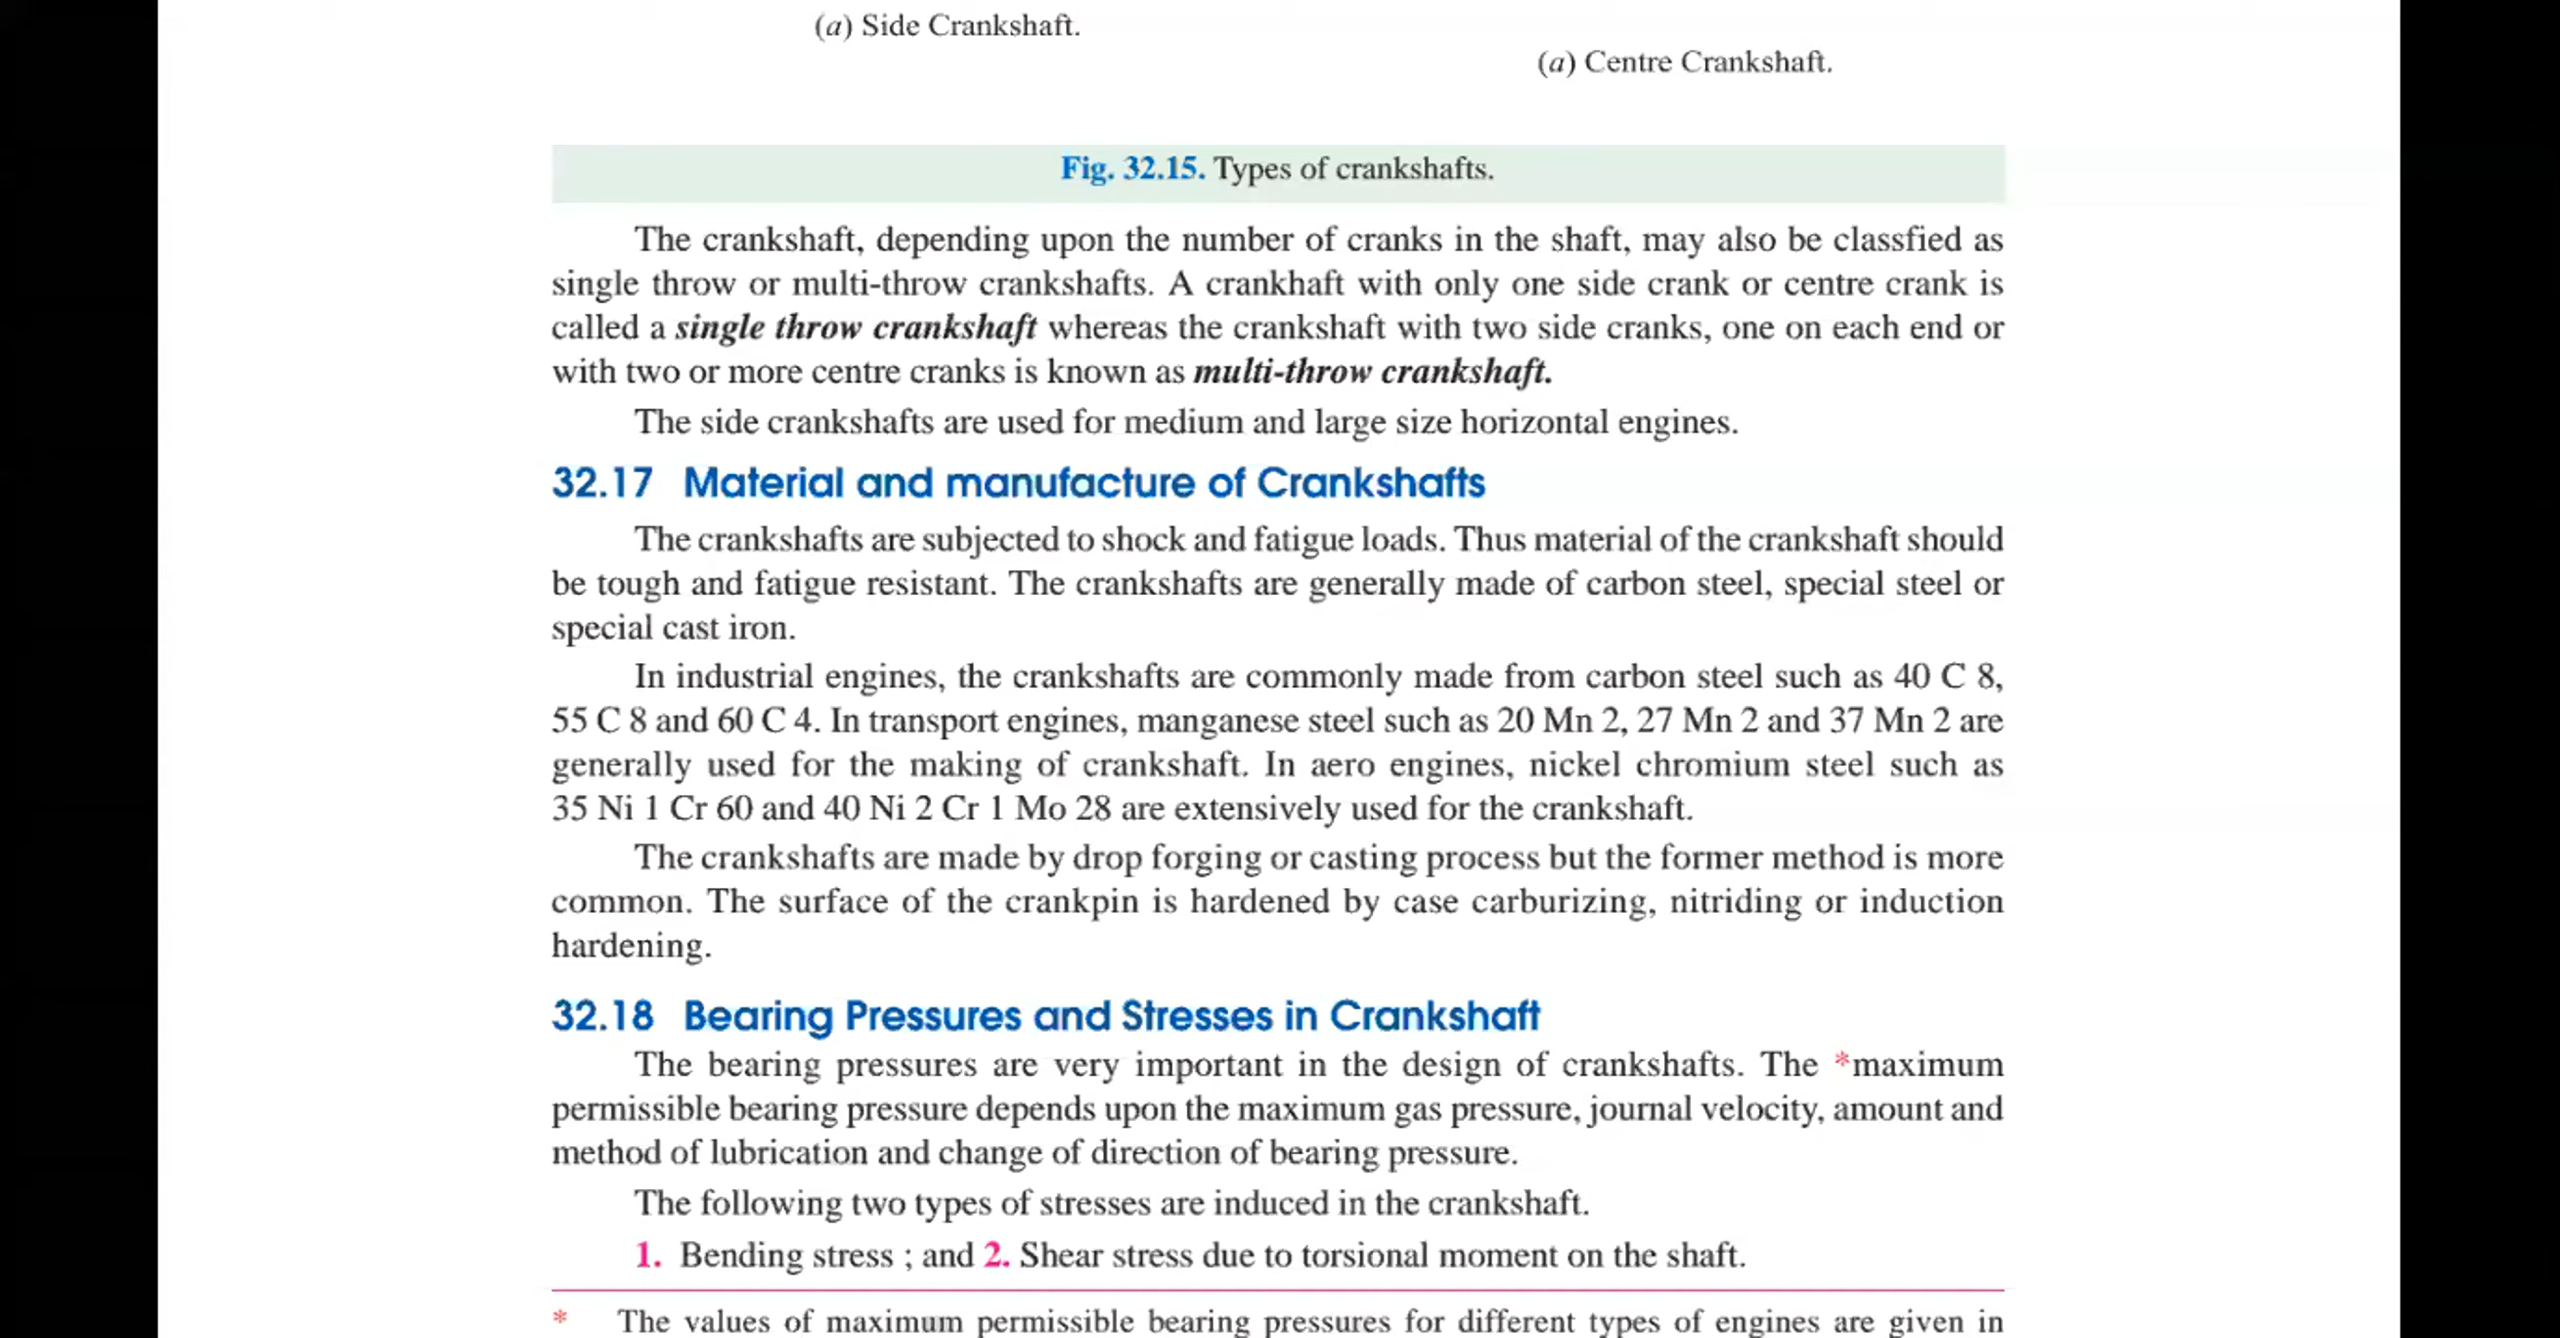 (a) Side Crankshaft.
(a) Centre Crankshaft.
Fig. 32.15. Types of crankshafts.
The crankshaft, depending upon the number of cranks in the shaft, may also be classfied as
single throw or multi-throw crankshafts. A crankhaft with only one side crank or centre crank is
called a single throw crankshaft whereas the crankshaft with two side cranks, one on each end or
with two or more centre cranks is known as multi-throw crankshaft.
The side crankshafts are used for medium and large size horizontal engines.
32.17 Material and manufacture of Crankshafts
The crankshafts are subjected to shock and fatigue loads. Thus material of the crankshaft should
be tough and fatigue resistant. The crankshafts are generally made of carbon steel, special steel or
special cast iron.
In industrial engines, the crankshafts are commonly made from carbon steel such as 40 C 8,
55 C 8 and 60 C 4. In transport engines, manganese steel such as 20 Mn 2, 27 Mn 2 and 37 Mn 2 are
generally used for the making of crankshaft. In aero engines, nickel chromium steel such as
35 Ni 1 Cr 60 and 40 Ni 2 Cr 1 Mo 28 are extensively used for the crankshaft.
The crankshafts are made by drop forging or casting process but the former method is more
common. The surface of the crankpin is hardened by case carburizing, nitriding or induction
hardening.
32.18 Bearing Pressures and Stresses in Crankshaft
The bearing pressures are very important in the design of crankshafts. The *maximum
permissible bearing pressure depends upon the maximum gas pressure, journal velocity, amount and
method of lubrication and change of direction of bearing pressure.
The following two types of stresses are induced in the crankshaft.
1. Bending stress ; and 2. Shear stress due to torsional moment on the shaft.
* The values of maximum permissible bearing pressures for different types of engines are given in